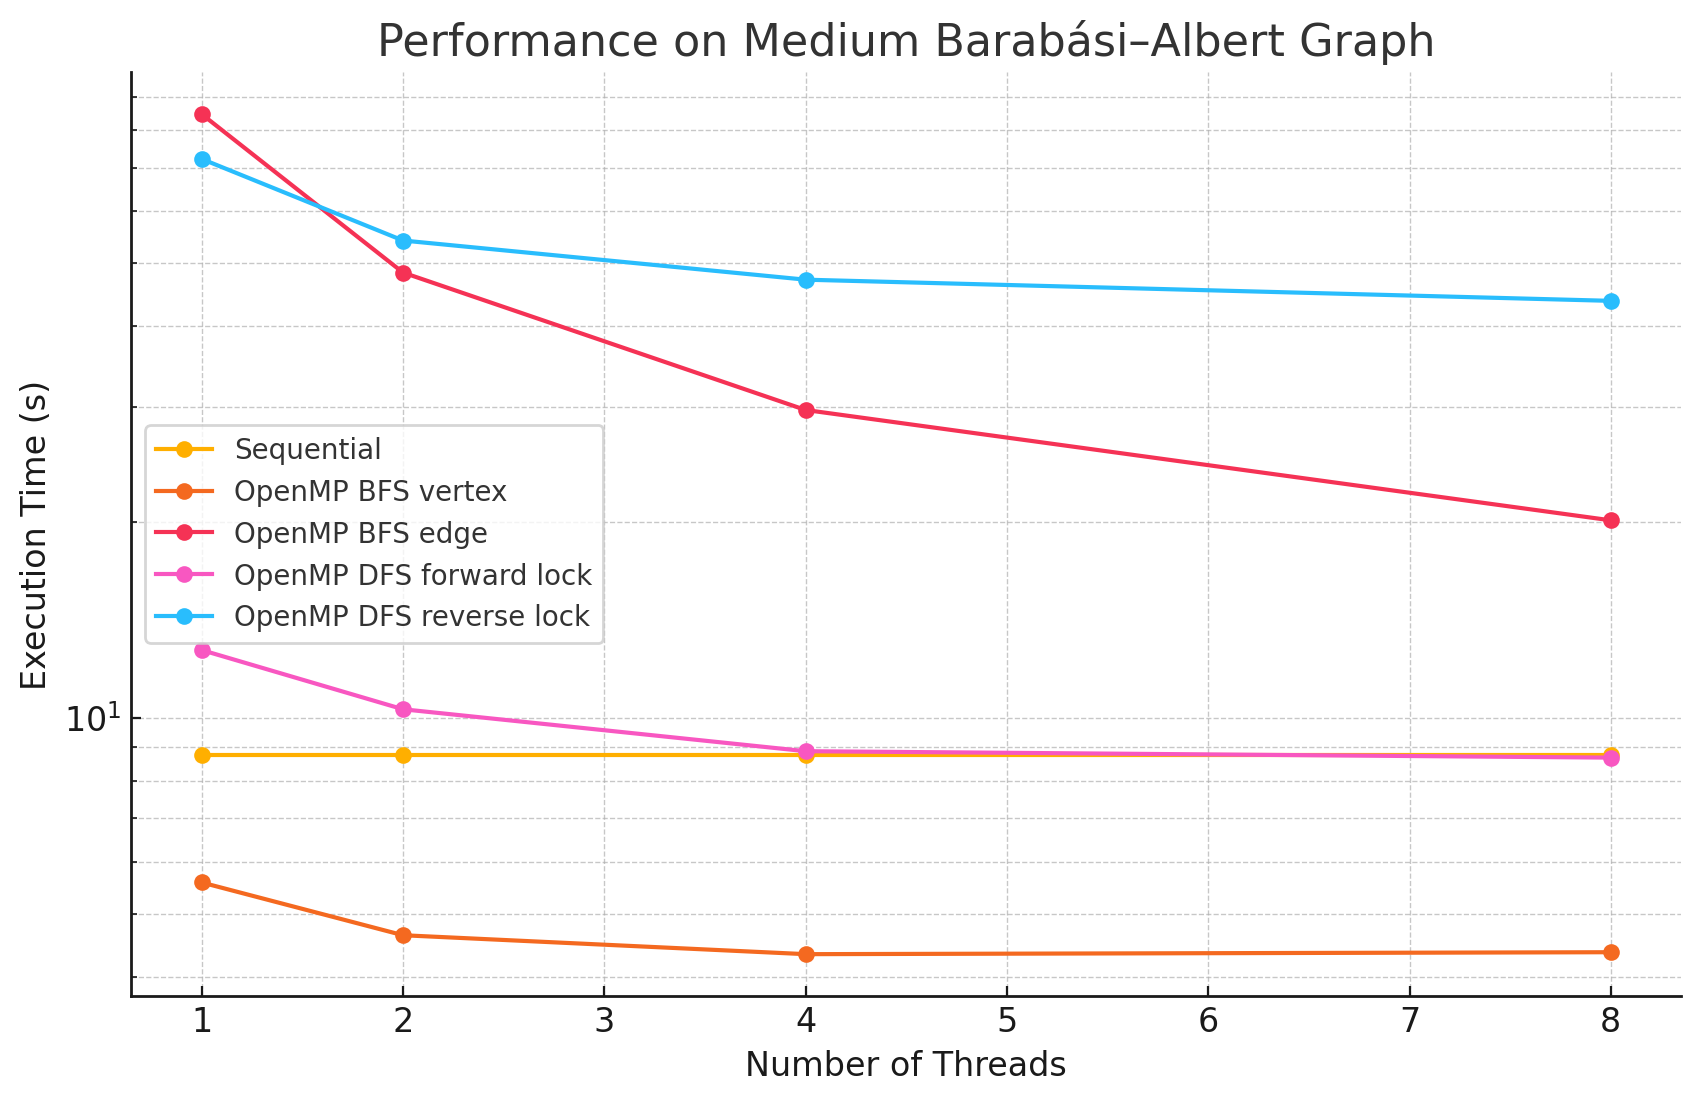 Performance on Medium Barabási–Albert Graph
Execution Time (s)
10¹
Sequential
OpenMP BFS vertex
OpenMP BFS edge
OpenMP DFS forward lock
OpenMP DFS reverse lock
1 2 3 4 5 6 7 8
Number of Threads